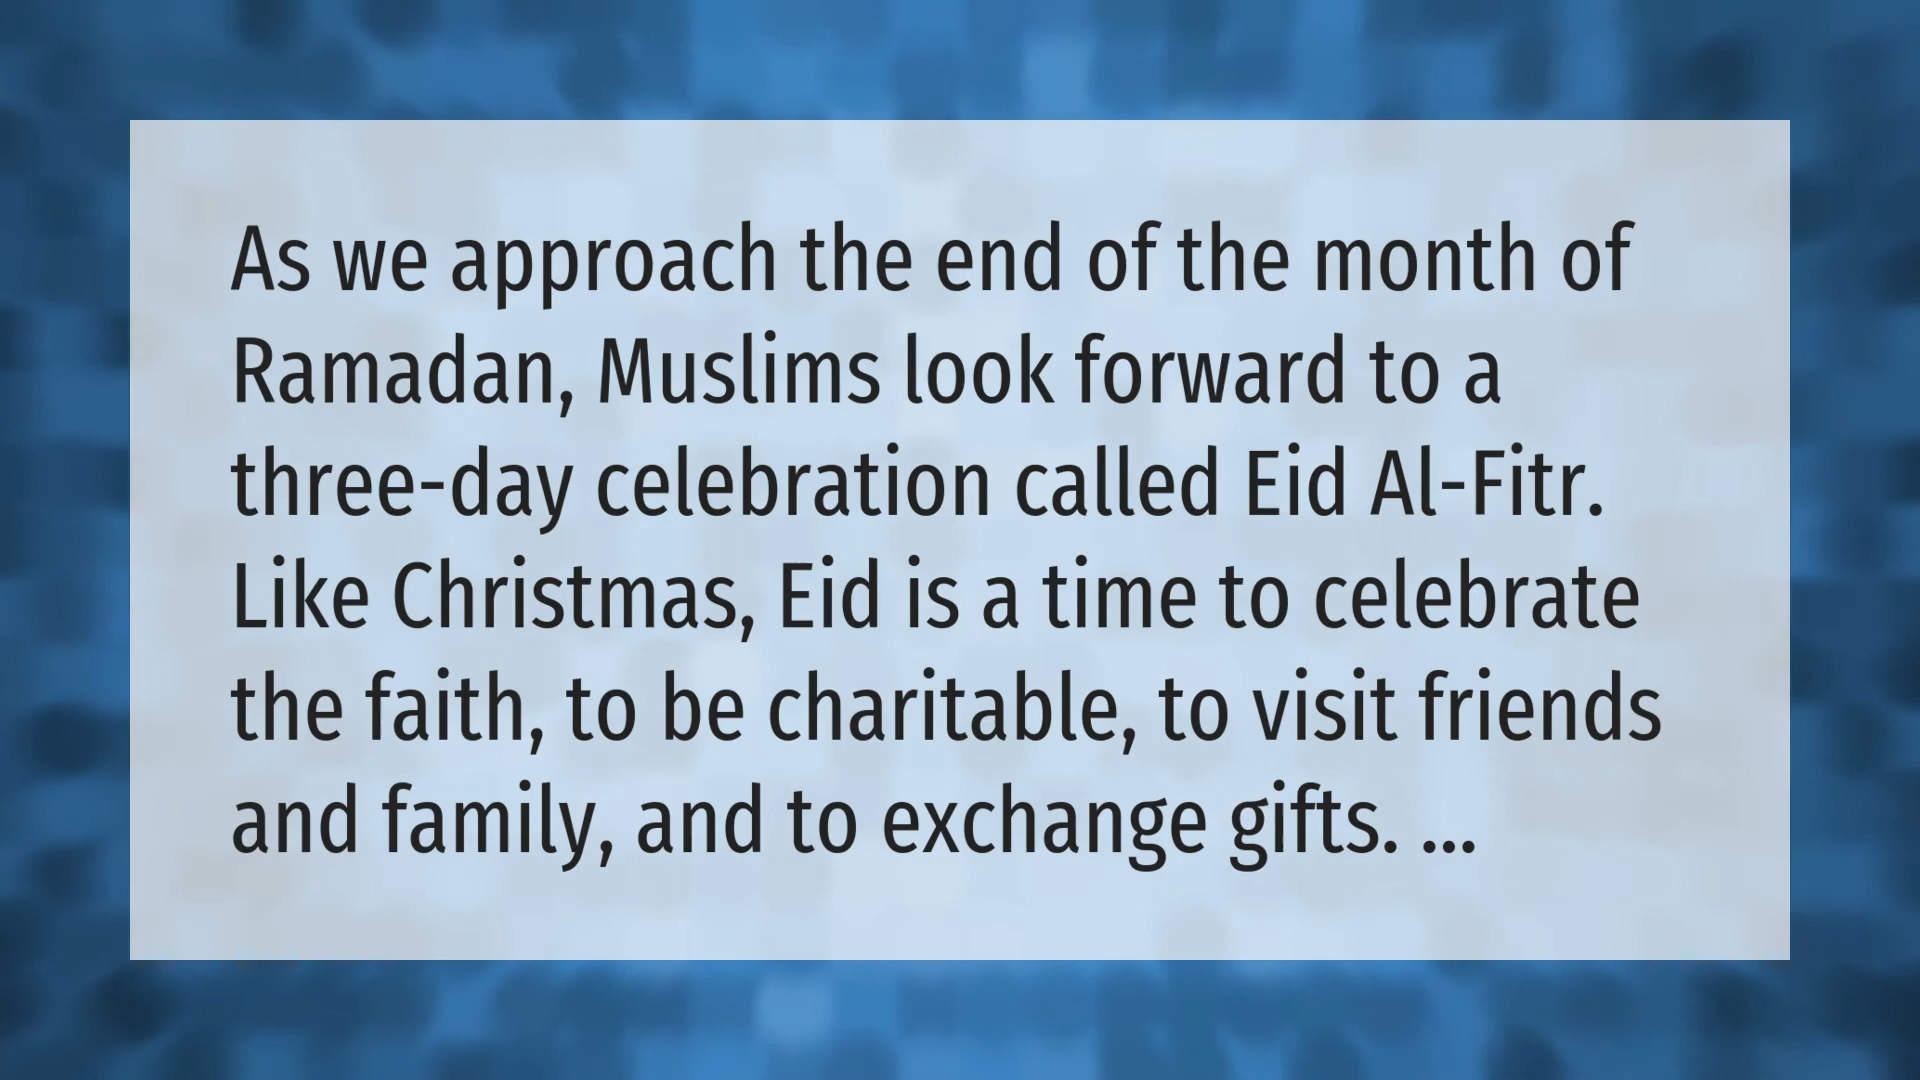 As we approach the end of the month of
Ramadan, Muslims look forward to a
three-day celebration called Eid Al-Fitr.
Like Christmas, Eid is a time to celebrate
the faith, to be charitable, to visit friends
and family, and to exchange gifts. ...